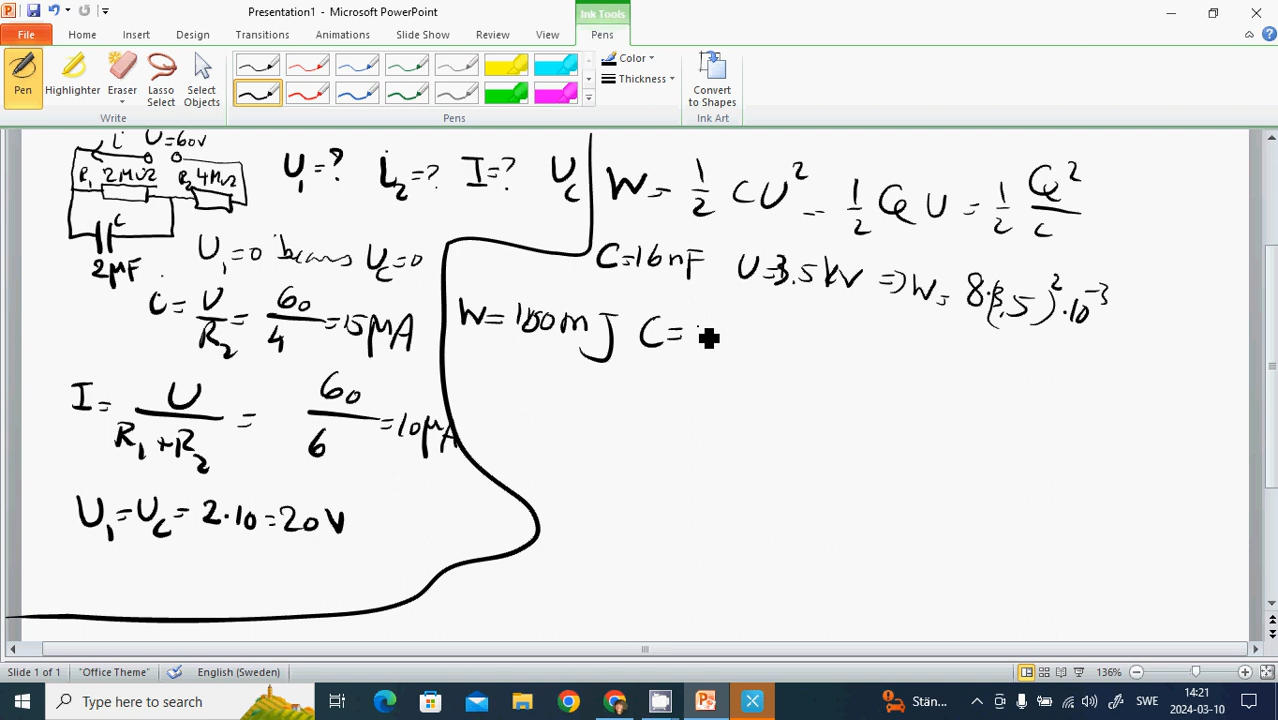 Presentation1 - Microsoft PowerPoint
Ink Tools
File Home Insert Design Transitions Animations Slide Show Review View Pens
Pen Highlighter Eraser Lasso Select Select Objects
Color Thickness
Convert to Shapes
Write Pens Ink Art
i U=60V
R1 2MΩ R2 4MΩ
C
2μF
U1=? i2=? I=? UC
U1=0 because UC=0
i = U/R2 = 60/4 = 15μA
I = U/(R1+R2) = 60/6 = 10μA
U1=UC=2·10=20V
W = 1/2 CU² = 1/2 QU = 1/2 Q²/C
C=16nF U=3.5kV => W= 8·(3.5)²·10⁻³
W=100mJ C=
Slide 1 of 1 "Office Theme" English (Sweden) 136%
Type here to search
Stän...
SWE
14:21
2024-03-10